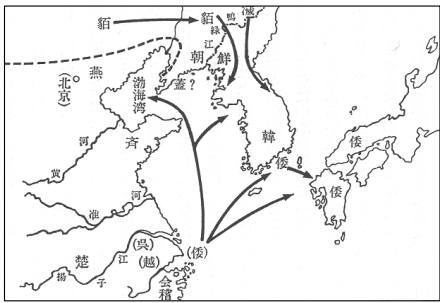 貊
貊
鴨緑江
濊
朝鮮
蓋?
燕
(北京)
渤海湾
斉
韓
倭
倭
倭
黄河
淮河
楚
揚子江
(呉)
(越)
(倭)
会稽